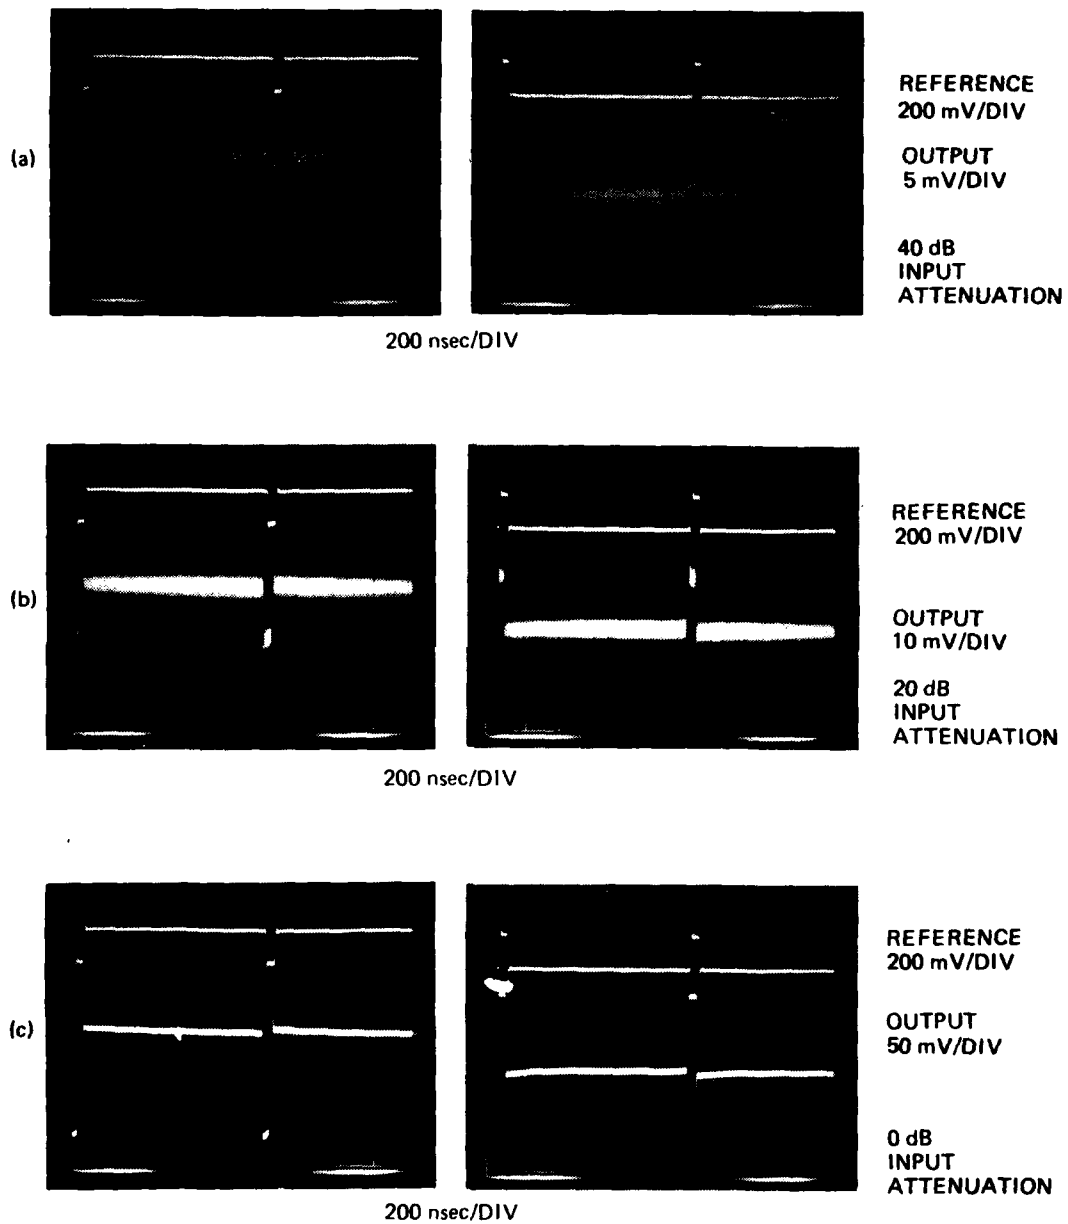 (a)
REFERENCE
200 mV/DIV
OUTPUT
5 mV/DIV
40 dB
INPUT
ATTENUATION
200 nsec/DIV
(b)
REFERENCE
200 mV/DIV
OUTPUT
10 mV/DIV
20 dB
INPUT
ATTENUATION
200 nsec/DIV
(c)
REFERENCE
200 mV/DIV
OUTPUT
50 mV/DIV
0 dB
INPUT
ATTENUATION
200 nsec/DIV